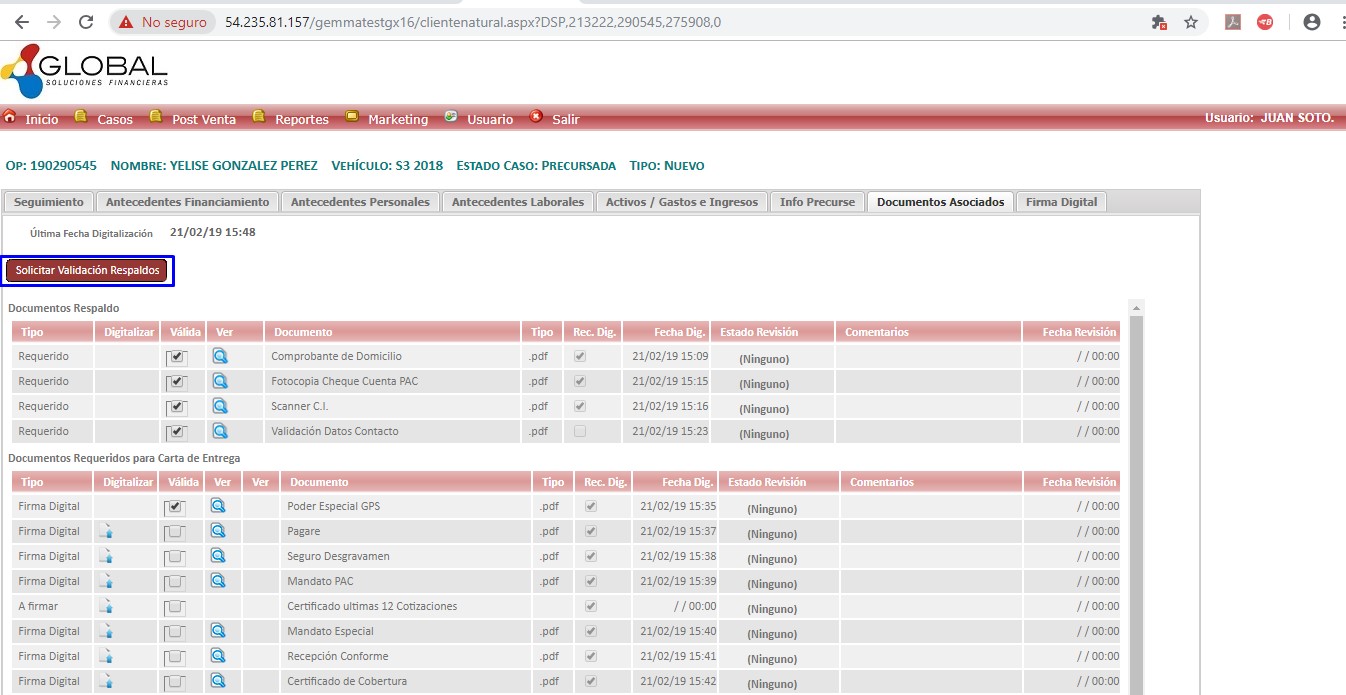 No seguro 54.235.81.157/gemmatestgx16/clientenatural.aspx?DSP,213222,290545,275908,0
GLOBAL
SOLUCIONES FINANCIERAS
Inicio Casos Post Venta Reportes Marketing Usuario Salir Usuario: JUAN SOTO.
OP: 190290545 NOMBRE: YELISE GONZALEZ PEREZ VEHÍCULO: S3 2018 ESTADO CASO: PRECURSADA TIPO: NUEVO
Seguimiento Antecedentes Financiamiento Antecedentes Personales Antecedentes Laborales Activos / Gastos e Ingresos Info Precurse Documentos Asociados Firma Digital
Última Fecha Digitalización 21/02/19 15:48
Solicitar Validación Respaldos
Documentos Respaldo
Tipo Digitalizar Válida Ver Documento Tipo Rec. Dig. Fecha Dig. Estado Revisión Comentarios Fecha Revisión
Requerido Comprobante de Domicilio .pdf 21/02/19 15:09 (Ninguno) / / 00:00
Requerido Fotocopia Cheque Cuenta PAC .pdf 21/02/19 15:15 (Ninguno) / / 00:00
Requerido Scanner C.I. .pdf 21/02/19 15:16 (Ninguno) / / 00:00
Requerido Validación Datos Contacto .pdf 21/02/19 15:23 (Ninguno) / / 00:00
Documentos Requeridos para Carta de Entrega
Tipo Digitalizar Válida Ver Ver Documento Tipo Rec. Dig. Fecha Dig. Estado Revisión Comentarios Fecha Revisión
Firma Digital Poder Especial GPS .pdf 21/02/19 15:35 (Ninguno) / / 00:00
Firma Digital Pagare .pdf 21/02/19 15:37 (Ninguno) / / 00:00
Firma Digital Seguro Desgravamen .pdf 21/02/19 15:38 (Ninguno) / / 00:00
Firma Digital Mandato PAC .pdf 21/02/19 15:39 (Ninguno) / / 00:00
A firmar Certificado ultimas 12 Cotizaciones / / 00:00 (Ninguno) / / 00:00
Firma Digital Mandato Especial .pdf 21/02/19 15:40 (Ninguno) / / 00:00
Firma Digital Recepción Conforme .pdf 21/02/19 15:41 (Ninguno) / / 00:00
Firma Digital Certificado de Cobertura .pdf 21/02/19 15:42 (Ninguno) / / 00:00